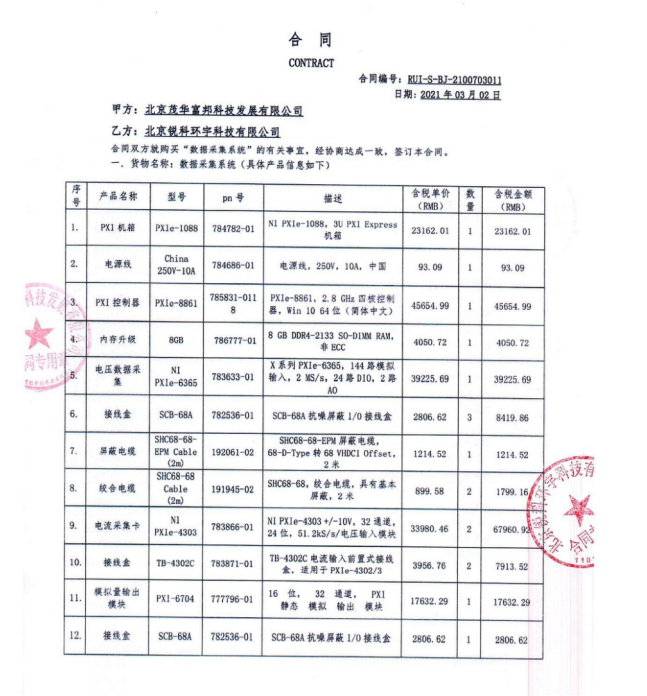 合 同
CONTRACT
合同编号: RUI-S-BJ-2100703011
日期: 2021 年 03 月 02 日
甲方: 北京茂华富邦科技发展有限公司
乙方: 北京锐科环宇科技有限公司
合同双方就购买“数据采集系统”的有关事宜, 经协商达成一致, 签订本合同。
一. 货物名称: 数据采集系统 (具体产品信息如下)
序号 产品名称 型号 pn 号 描述 含税单价 (RMB) 数量 含税金额 (RMB)
1. PXI 机箱 PXIe-1088 784782-01 NI PXIe-1088, 3U PXI Express 机箱 23162.01 1 23162.01
2. 电源线 China 250V-10A 784686-01 电源线, 250V, 10A, 中国 93.09 1 93.09
3. PXI 控制器 PXIe-8861 785831-0118 PXIe-8861, 2.8 GHz 四核控制器, Win 10 64 位 (简体中文) 45654.99 1 45654.99
4. 内存升级 8GB 786777-01 8 GB DDR4-2133 SO-DIMM RAM, 非 ECC 4050.72 1 4050.72
5. 电压数据采集 NI PXIe-6365 783633-01 X 系列 PXIe-6365, 144 路模拟输入, 2 MS/s, 24 路 DIO, 2 路 AO 39225.69 1 39225.69
6. 接线盒 SCB-68A 782536-01 SCB-68A 抗噪屏蔽 I/O 接线盒 2806.62 3 8419.86
7. 屏蔽电缆 SHC68-68-EPM Cable (2m) 192061-02 SHC68-68-EPM 屏蔽电缆, 68-D-Type 转 68 VHDCI Offset, 2 米 1214.52 1 1214.52
8. 绞合电缆 SHC68-68 Cable (2m) 191945-02 SHC68-68, 绞合电缆, 具有基本屏蔽, 2 米 899.58 2 1799.16
9. 电流采集卡 NI PXIe-4303 783866-01 NI PXIe-4303 +/-10V, 32 通道, 24 位, 51.2kS/s/电压输入模块 33980.46 2 67960.92
10. 接线盒 TB-4302C 783871-01 TB-4302C 电流输入前置式接线盒, 适用于 PXIe-4302/3 3956.76 2 7913.52
11. 模拟量输出模块 PXI-6704 777796-01 16 位, 32 通道, PXI 静态 模拟 输出 模块 17632.29 1 17632.29
12. 接线盒 SCB-68A 782536-01 SCB-68A 抗噪屏蔽 I/O 接线盒 2806.62 1 2806.62